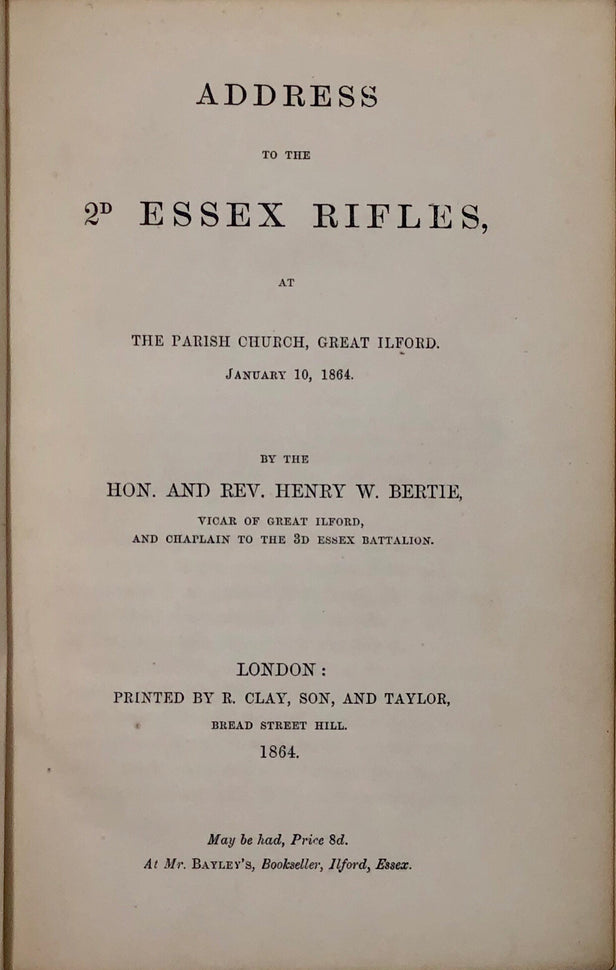 ADDRESS
TO THE
2D ESSEX RIFLES,
AT
THE PARISH CHURCH, GREAT ILFORD.
JANUARY 10, 1864.
BY THE
HON. AND REV. HENRY W. BERTIE,
VICAR OF GREAT ILFORD,
AND CHAPLAIN TO THE 3D ESSEX BATTALION.
LONDON:
PRINTED BY R. CLAY, SON, AND TAYLOR,
BREAD STREET HILL.
1864.
May be had, Price 8d.
At Mr. BAYLEY'S, Bookseller, Ilford, Essex.